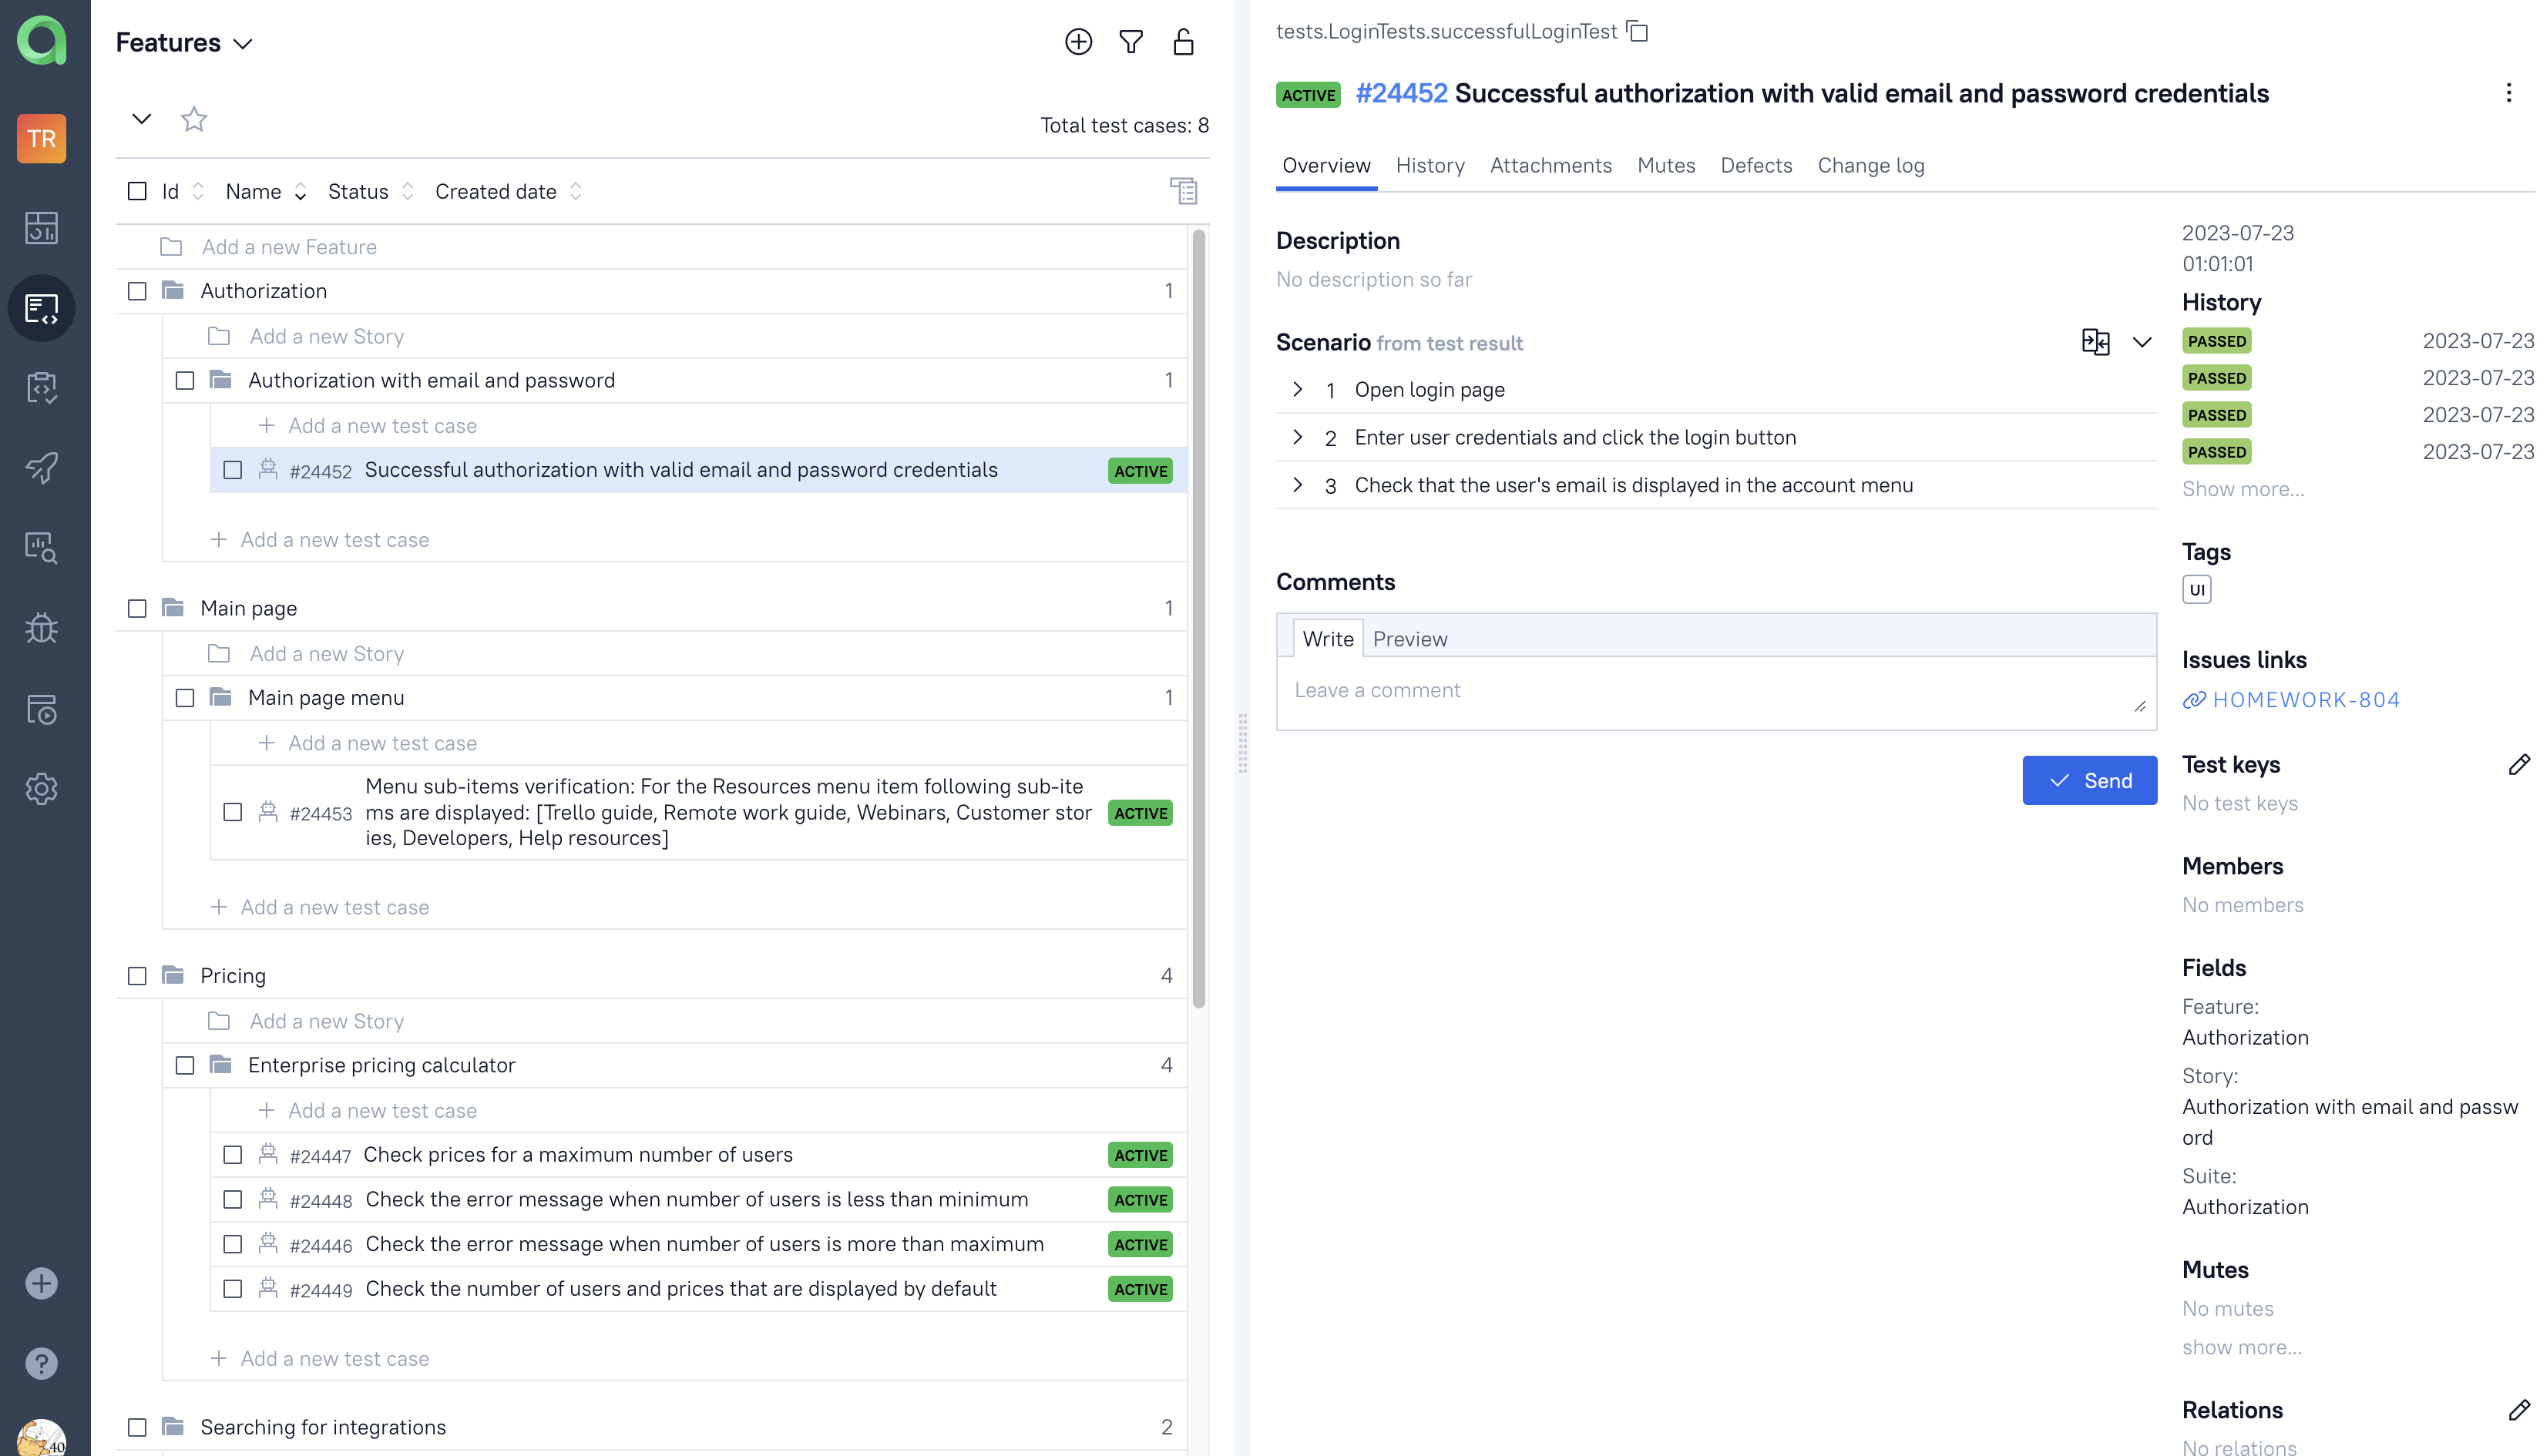 TR
Features
Total test cases: 8
Id Name Status Created date
Add a new Feature
Authorization 1
Add a new Story
Authorization with email and password 1
Add a new test case
#24452 Successful authorization with valid email and password credentials ACTIVE
Add a new test case
Main page 1
Add a new Story
Main page menu 1
Add a new test case
#24453 Menu sub-items verification: For the Resources menu item following sub-ite
ms are displayed: [Trello guide, Remote work guide, Webinars, Customer stor
ies, Developers, Help resources]
ACTIVE
Add a new test case
Pricing 4
Add a new Story
Enterprise pricing calculator 4
Add a new test case
#24447 Check prices for a maximum number of users ACTIVE
#24448 Check the error message when number of users is less than minimum ACTIVE
#24446 Check the error message when number of users is more than maximum ACTIVE
#24449 Check the number of users and prices that are displayed by default ACTIVE
Add a new test case
Searching for integrations 2
40
tests.LoginTests.successfulLoginTest
ACTIVE #24452 Successful authorization with valid email and password credentials
Overview History Attachments Mutes Defects Change log
Description
No description so far
Scenario from test result
1 Open login page
2 Enter user credentials and click the login button
3 Check that the user's email is displayed in the account menu
Comments
Write Preview
Leave a comment
Send
2023-07-23
01:01:01
History
PASSED 2023-07-23
PASSED 2023-07-23
PASSED 2023-07-23
PASSED 2023-07-23
Show more...
Tags
UI
Issues links
HOMEWORK-804
Test keys
No test keys
Members
No members
Fields
Feature:
Authorization
Story:
Authorization with email and passw
ord
Suite:
Authorization
Mutes
No mutes
show more...
Relations
No relations